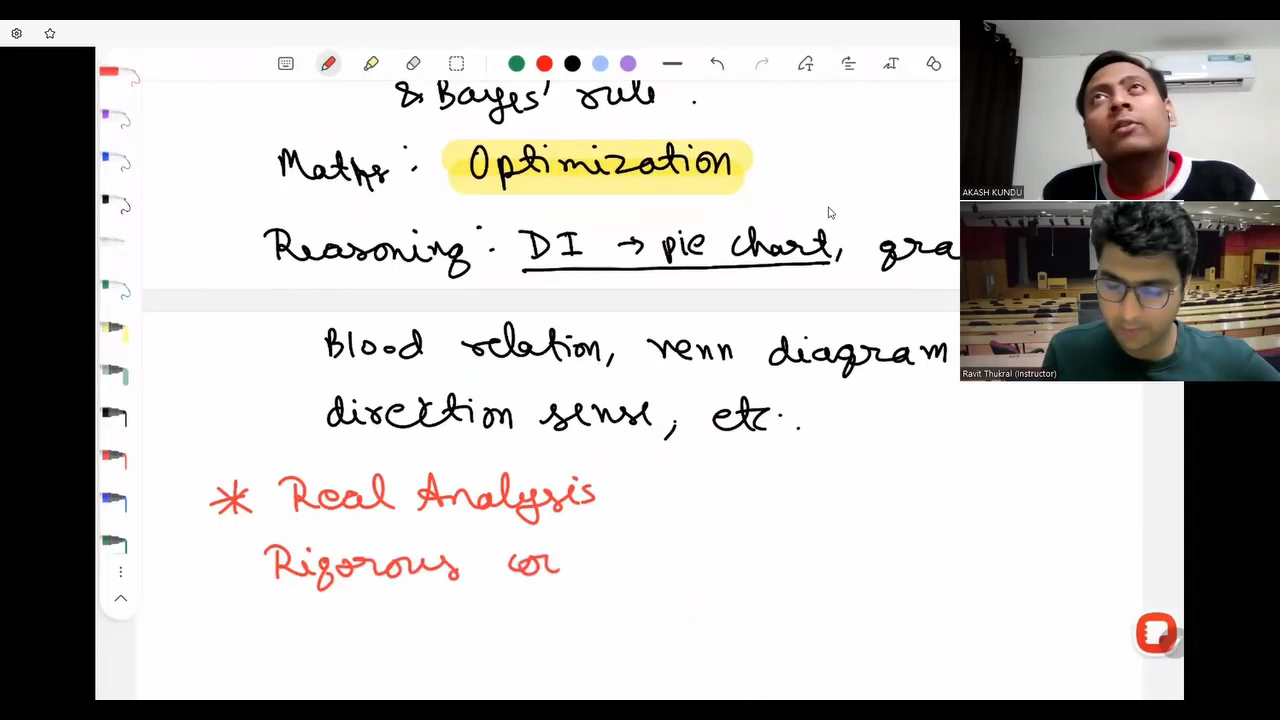 & Bayes' rule.
Maths: Optimization
Reasoning: DI → pie chart, gra
Blood relation, venn diagram
direction sense, etc.
* Real Analysis
Rigorous cor
AKASH KUNDU
Ravit Thukral (Instructor)